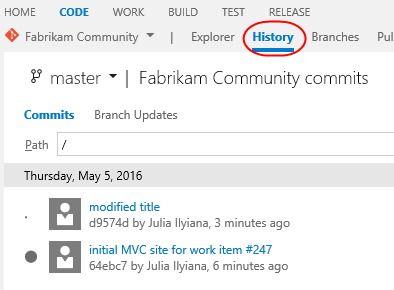 HOME CODE WORK BUILD TEST RELEASE
Fabrikam Community | Explorer History Branches Pul
master | Fabrikam Community commits
Commits Branch Updates
Path /
Thursday, May 5, 2016
modified title
d9574d by Julia Ilyiana, 3 minutes ago
initial MVC site for work item #247
64ebc7 by Julia Ilyiana, 6 minutes ago